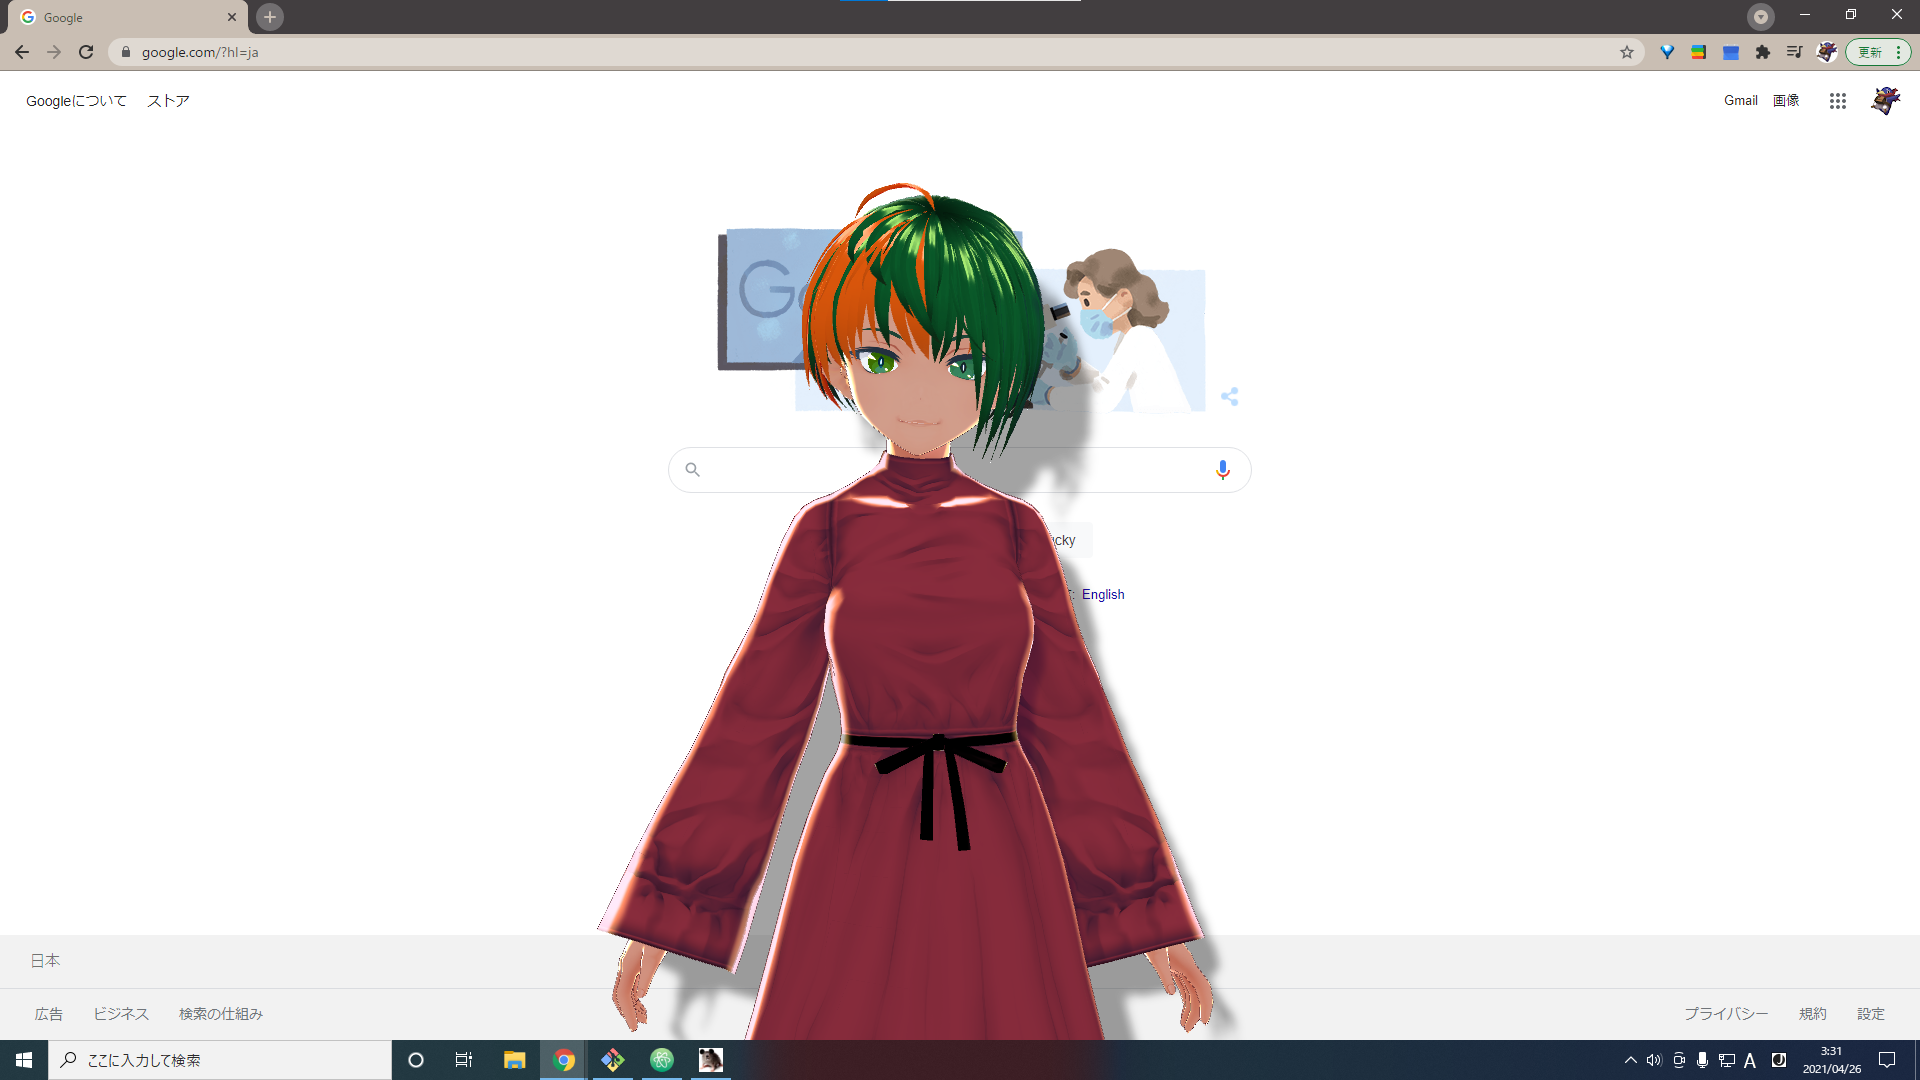 Google
google.com/?hl=ja
更新
Googleについて ストア
Gmail 画像
G
ucky
English
日本
広告 ビジネス 検索の仕組み
プライバシー 規約 設定
ここに入力して検索
A
3:31
2021/04/26